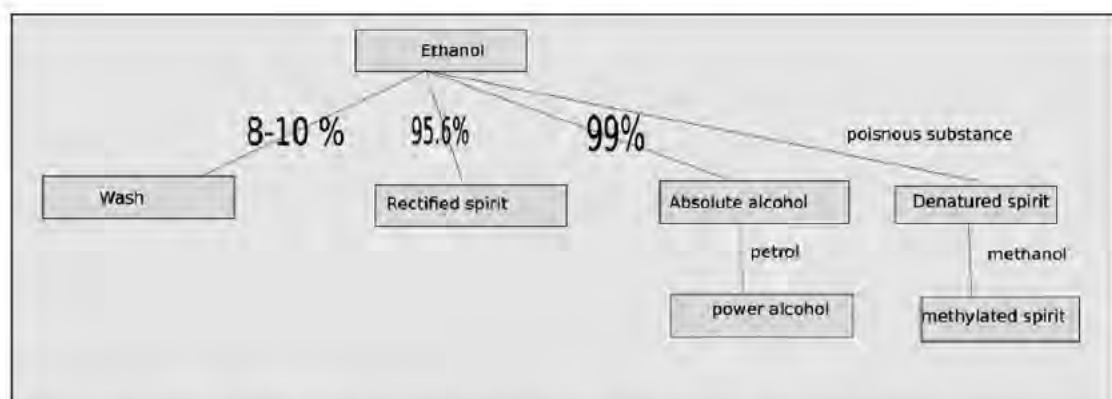 Ethanol
8-10 %
95.6%
99%
poisnous substance
Wash
Rectified spirit
Absolute alcohol
Denatured spirit
petrol
methanol
power alcohol
methylated spirit